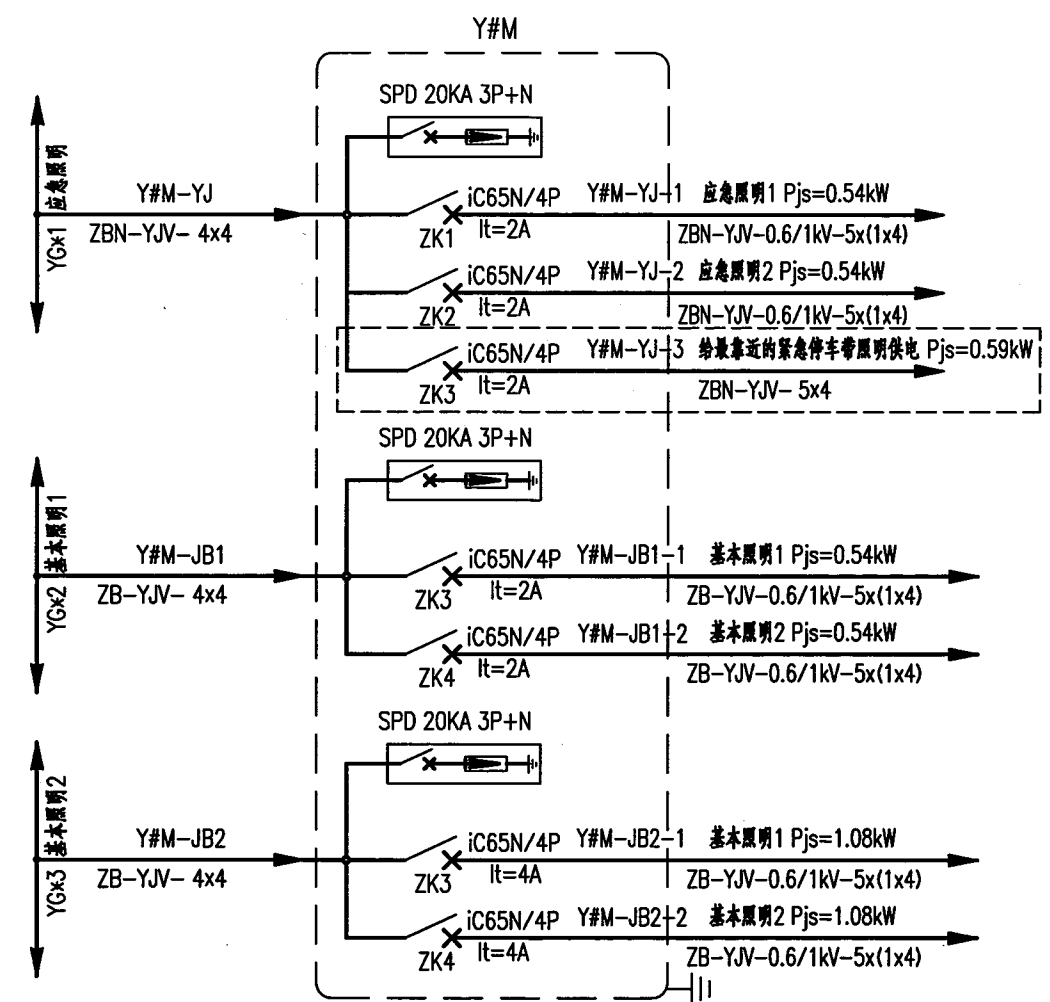 Y#M
SPD 20KA 3P+N
YG*1 应急照明
Y#M-YJ
ZBN-YJV- 4x4
iC65N/4P
It=2A
ZK1
Y#M-YJ-1 应急照明1 Pjs=0.54kW
ZBN-YJV-0.6/1kV-5x(1x4)
iC65N/4P
It=2A
ZK2
Y#M-YJ-2 应急照明2 Pjs=0.54kW
ZBN-YJV-0.6/1kV-5x(1x4)
iC65N/4P
It=2A
ZK3
Y#M-YJ-3 给最靠近的紧急停车带照明供电 Pjs=0.59kW
ZBN-YJV- 5x4
SPD 20KA 3P+N
YG*2 基本照明1
Y#M-JB1
ZB-YJV- 4x4
iC65N/4P
It=2A
ZK3
Y#M-JB1-1 基本照明1 Pjs=0.54kW
ZB-YJV-0.6/1kV-5x(1x4)
iC65N/4P
It=2A
ZK4
Y#M-JB1-2 基本照明2 Pjs=0.54kW
ZB-YJV-0.6/1kV-5x(1x4)
SPD 20KA 3P+N
YG*3 基本照明2
Y#M-JB2
ZB-YJV- 4x4
iC65N/4P
It=4A
ZK3
Y#M-JB2-1 基本照明1 Pjs=1.08kW
ZB-YJV-0.6/1kV-5x(1x4)
iC65N/4P
It=4A
ZK4
Y#M-JB2-2 基本照明2 Pjs=1.08kW
ZB-YJV-0.6/1kV-5x(1x4)